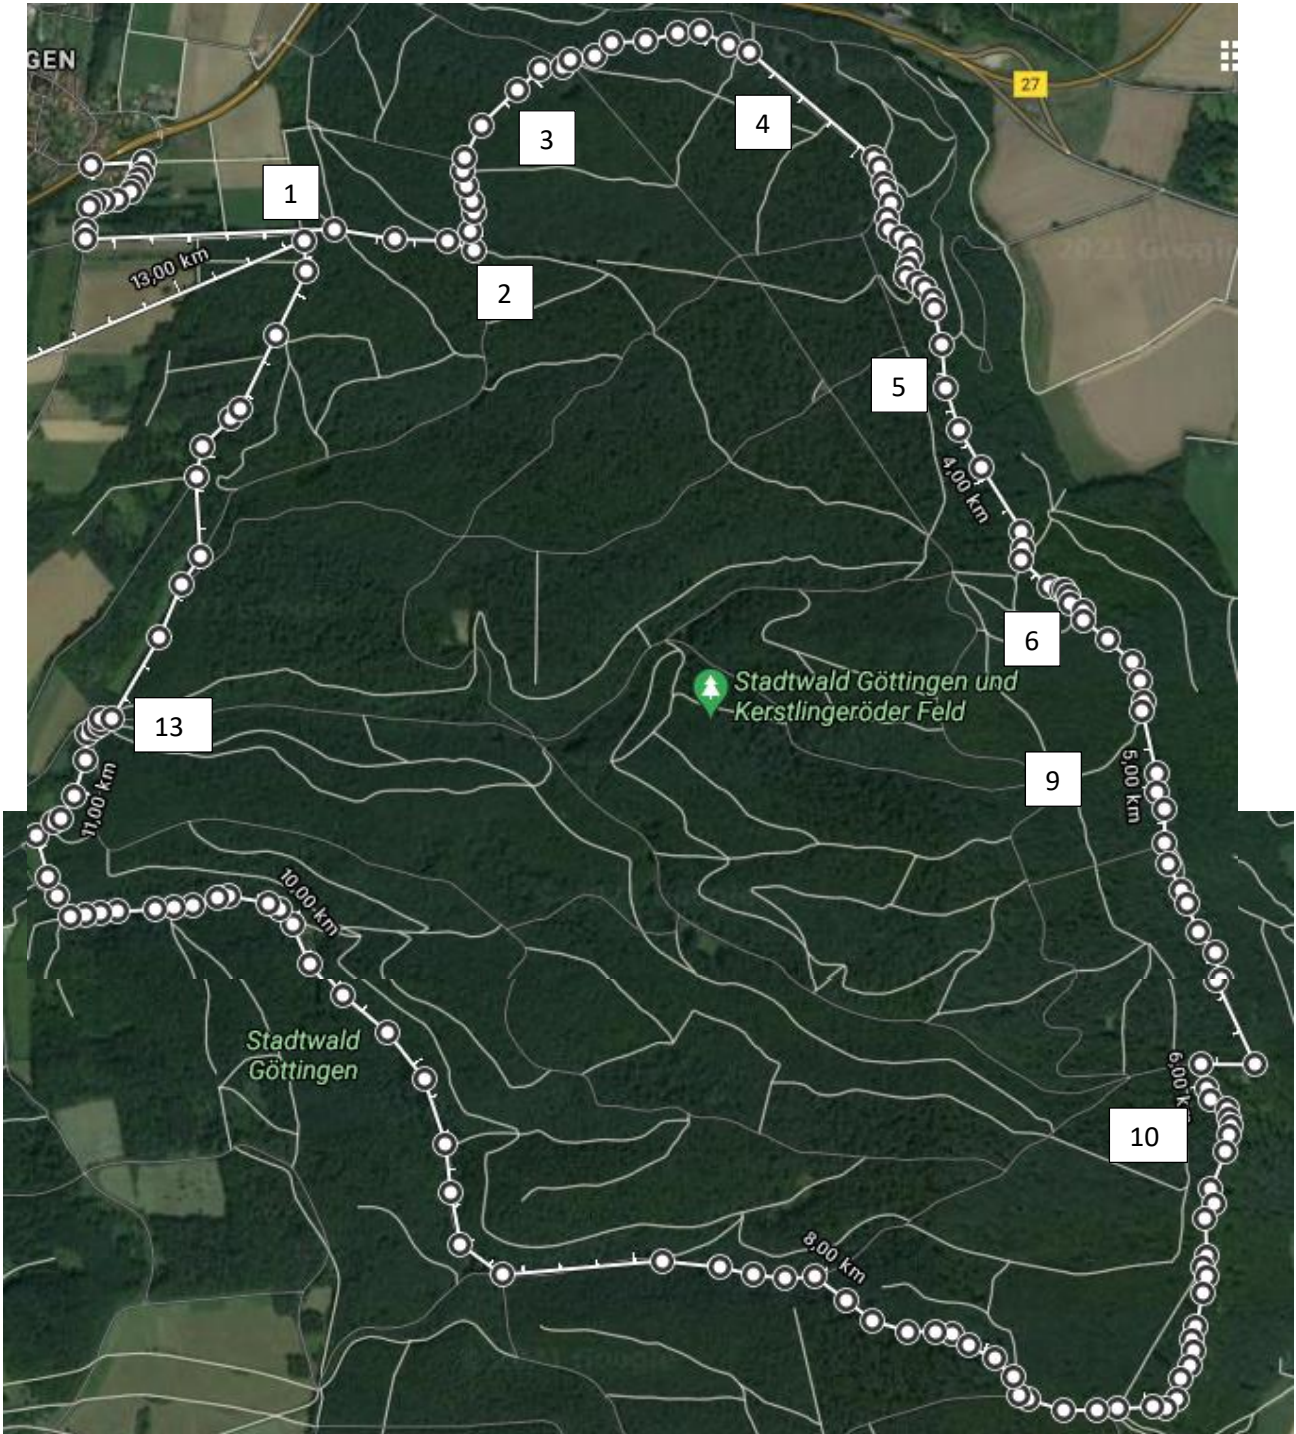 GEN
27
3
4
1
13,00 km
2
2021 Google
5
4,00 km
6
Stadtwald Göttingen und
Kerstlingeröder Feld
13
9
5,00 km
11,00 km
10,00 km
Stadtwald
Göttingen
6,00 k
10
8,00 km